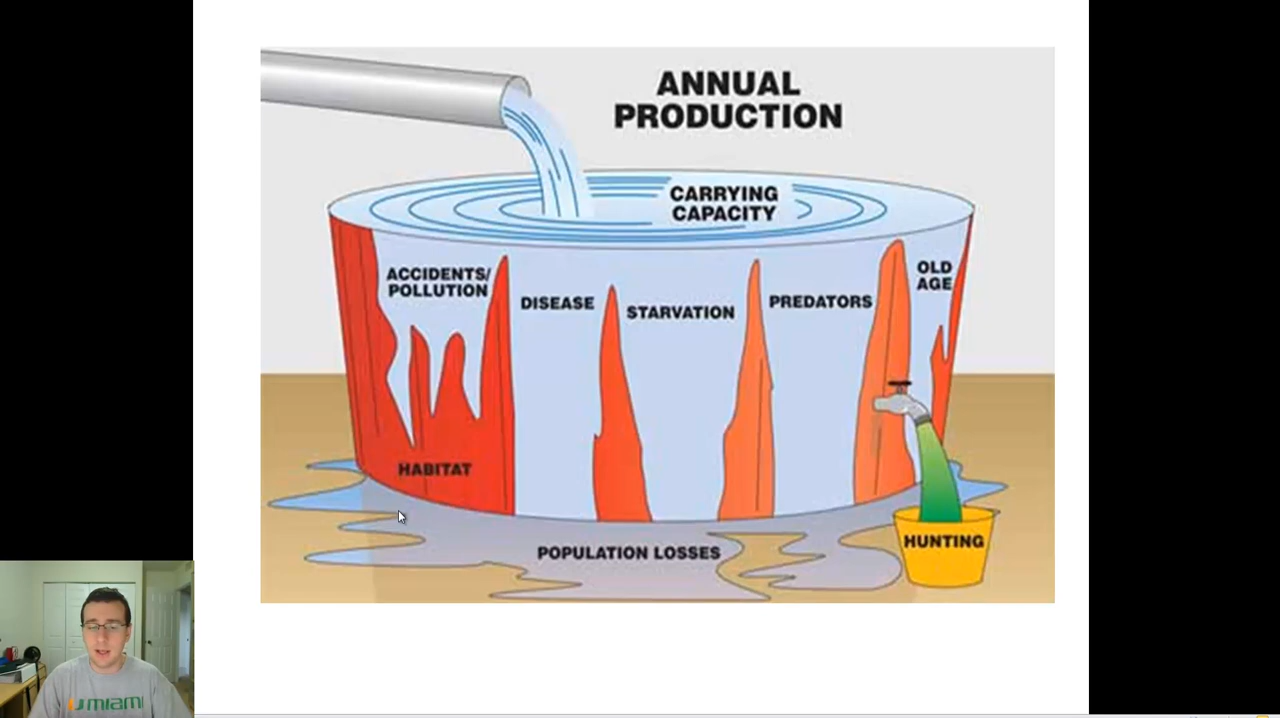 ANNUAL
PRODUCTION
CARRYING
CAPACITY
ACCIDENTS/
POLLUTION
DISEASE
STARVATION
PREDATORS
OLD
AGE
HABITAT
HUNTING
POPULATION LOSSES
U MIAMI